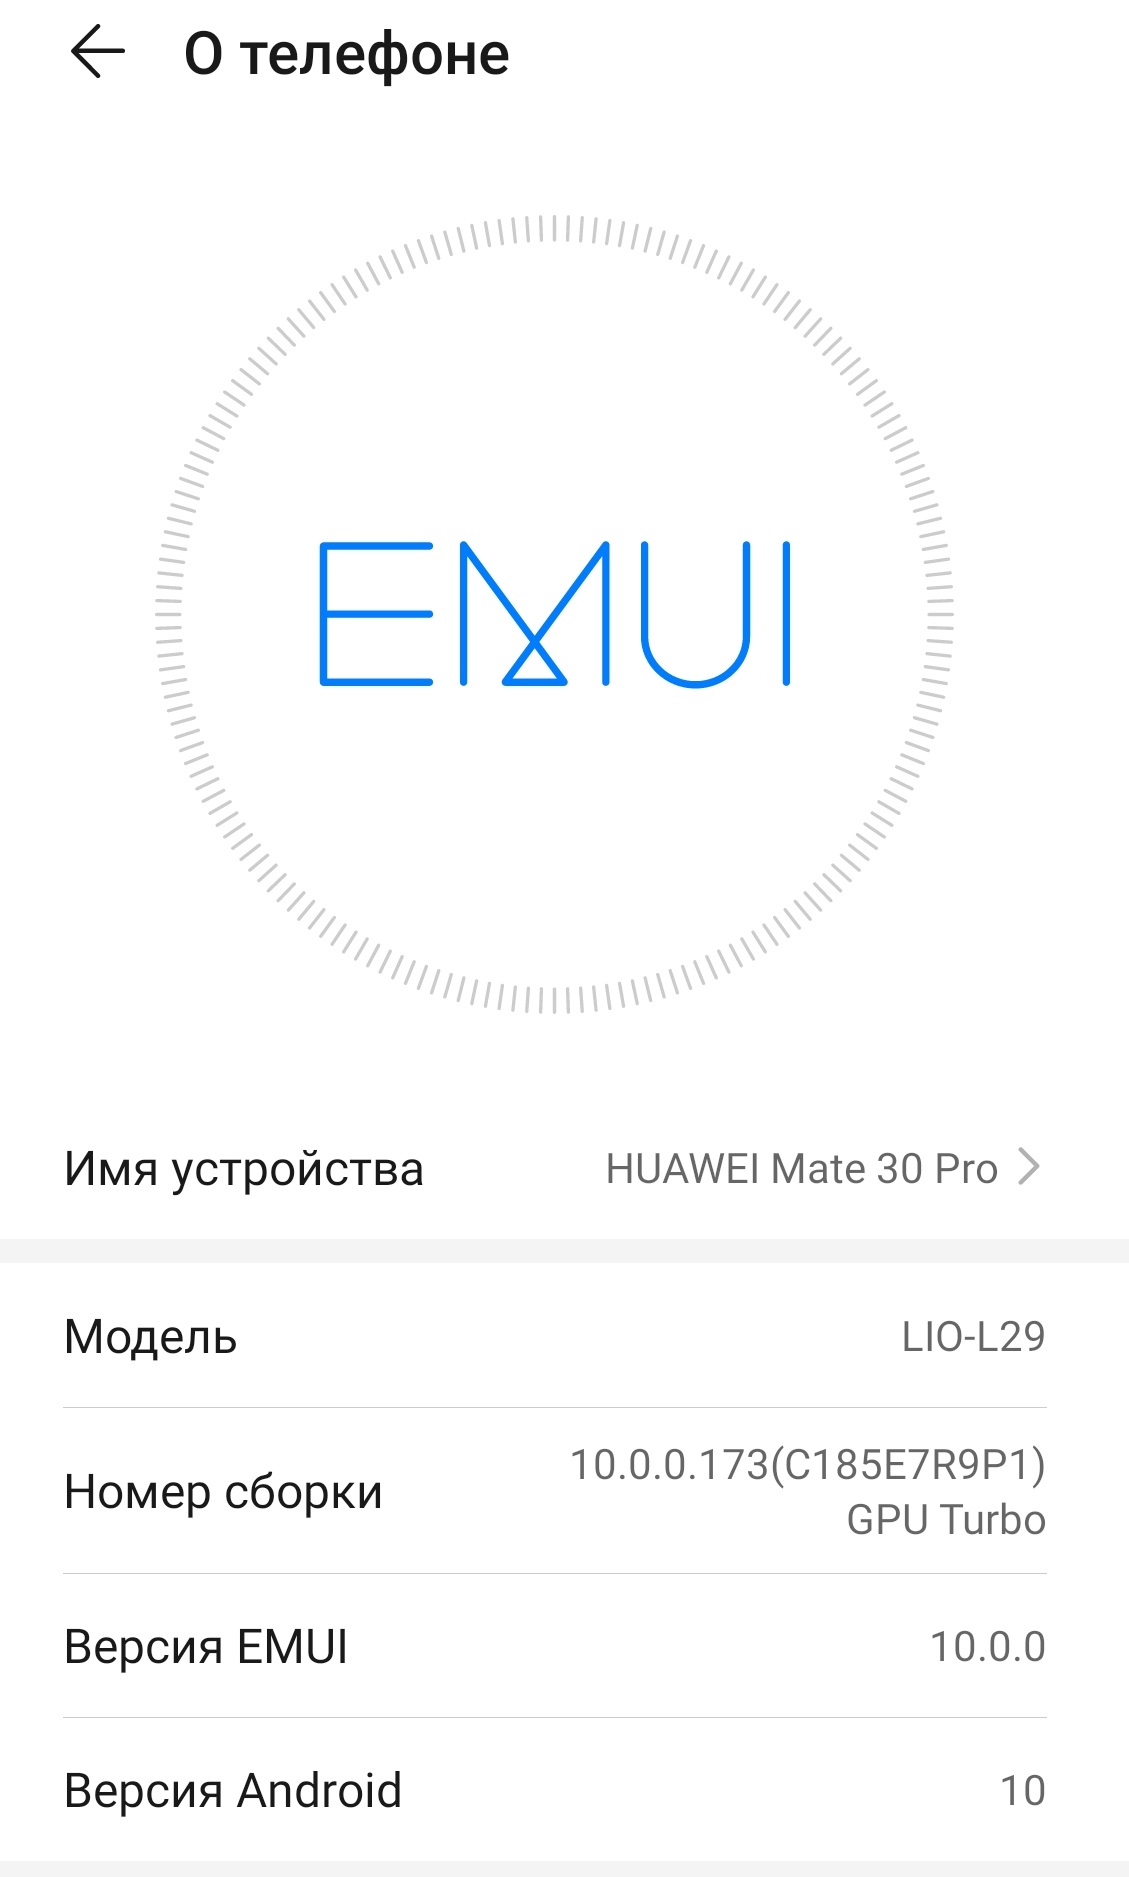 О телефоне
EMUI
Имя устройства HUAWEI Mate 30 Pro
Модель LIO-L29
Номер сборки 10.0.0.173(C185E7R9P1)
GPU Turbo
Версия EMUI 10.0.0
Версия Android 10